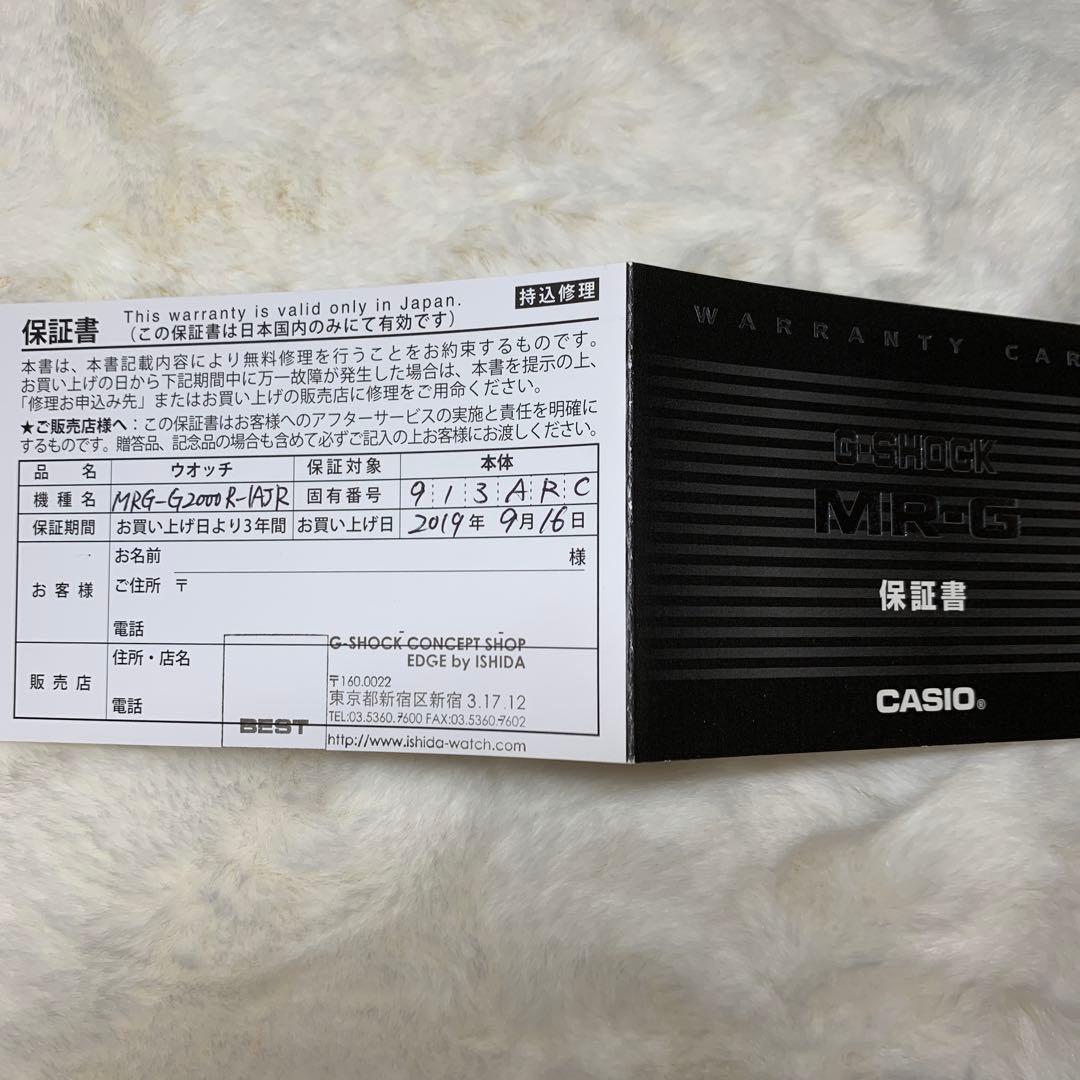 保証書
This warranty is valid only in Japan.
（この保証書は日本国内のみにて有効です）
持込修理
本書は、本書記載内容により無料修理を行うことをお約束するものです。
お買い上げの日から下記期間中に万一故障が発生した場合は、本書を提示の上、
「修理お申込み先」またはお買い上げの販売店に修理をご用命ください。
★ご販売店様へ：この保証書はお客様へのアフターサービスの実施と責任を明確に
するものです。贈答品、記念品の場合も含めて必ずご記入の上お客様にお渡しください。
品名 ウオッチ 保証対象 本体
機種名 MRG-G2000R-1AJR 固有番号 913ARC
保証期間 お買い上げ日より3年間 お買い上げ日 2019年 9月16日
お客様
お名前 様
ご住所 〒
電話
販売店
住所・店名
電話
BEST
G-SHOCK CONCEPT SHOP
EDGE by ISHIDA
〒160.0022
東京都新宿区新宿 3.17.12
TEL:03.5360.7600 FAX:03.5360.7602
http://www.ishida-watch.com
WARRANTY CAR
G-SHOCK
MR-G
保証書
CASIO®